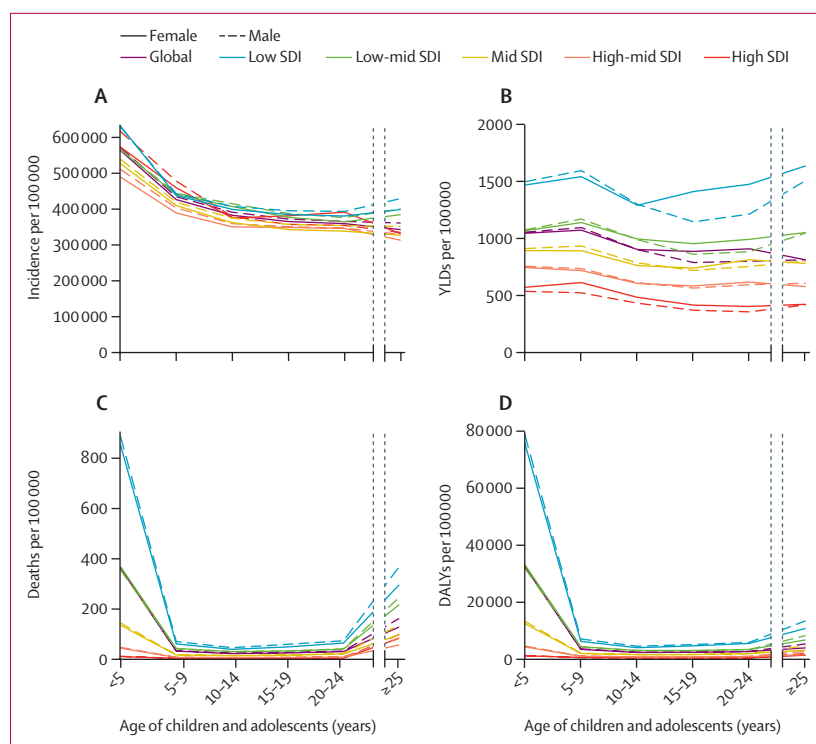 Female Male
Global Low SDI Low-mid SDI Mid SDI High-mid SDI High SDI
A
Incidence per 100 000
600 000
500 000
400 000
300 000
200 000
100 000
0
B
YLDs per 100 000
2000
1500
1000
500
0
C
Deaths per 100 000
800
600
400
200
0
<5
5–9
10–14
15–19
20–24
≥25
Age of children and adolescents (years)
D
DALYs per 100 000
80 000
60 000
40 000
20 000
0
<5
5–9
10–14
15–19
20–24
≥25
Age of children and adolescents (years)